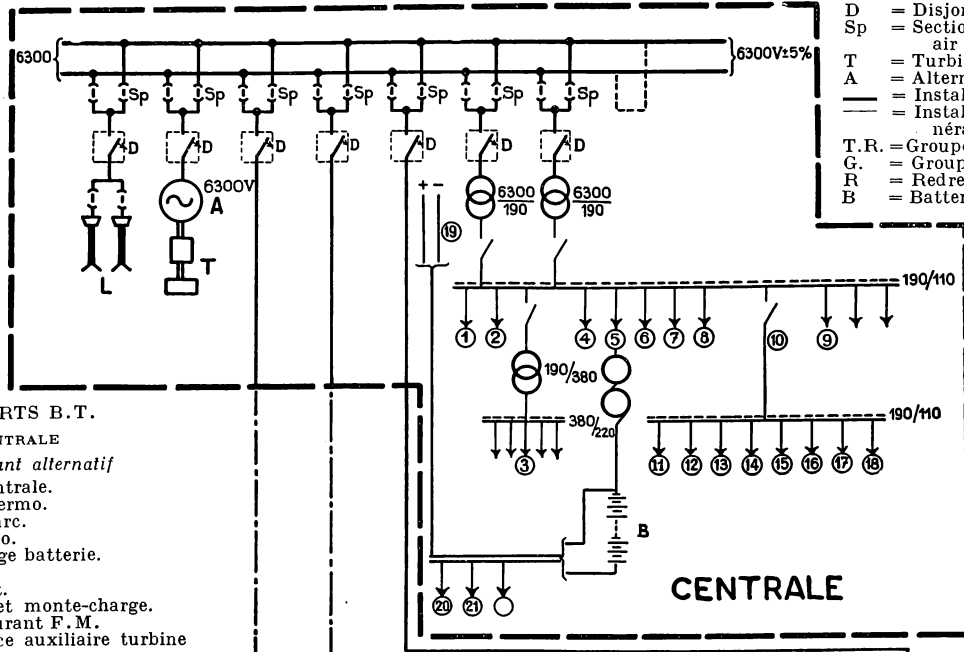 D = Disjon
Sp = Sectio
air
T = Turbi
A = Altern
= Instal
= Instal
néra
T.R. = Groupe
G. = Group
R = Redre
B = Batter
6300
6300V±5%
Sp Sp Sp Sp Sp Sp Sp
D D D D D D D
6300V
A
T
L
+ -
19
6300
190
6300
190
190/110
1 2 4 5 6 7 8 10 9
190/380
380/220
190/110
3
11 12 13 14 15 16 17 18
B
20 21
CENTRALE
RTS B.T.
NTRALE
ant alternatif
ntrale.
ermo.
arc.
o.
ge batterie.
t.
et monte-charge.
urant F.M.
ce auxiliaire turbine